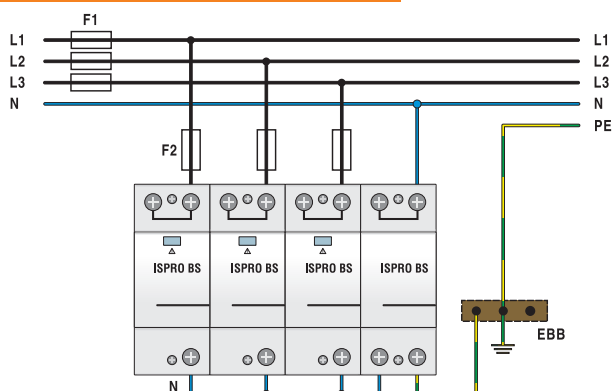 F1
L1 L1
L2 L2
L3 L3
N N
PE
F2
ISPRO BS ISPRO BS ISPRO BS ISPRO BS
EBB
N